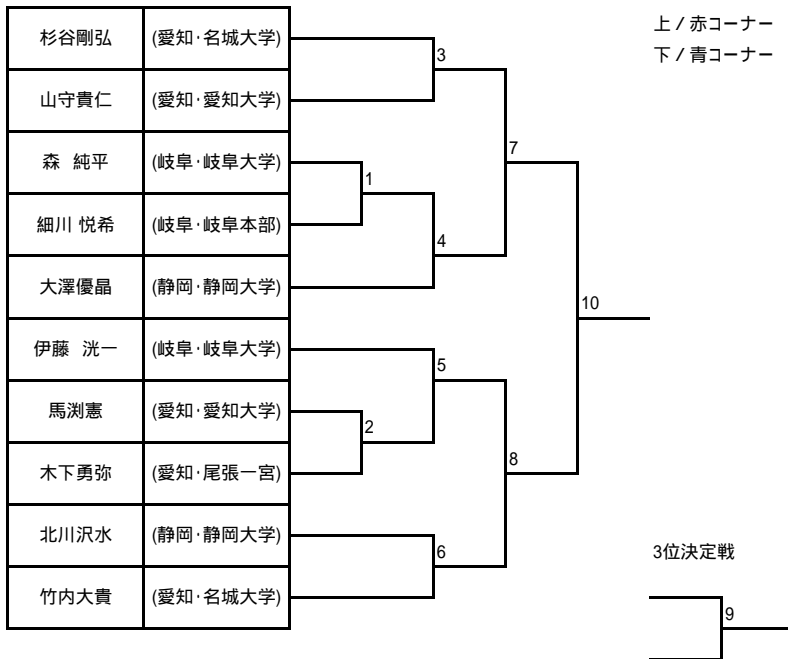 上 / 赤コーナー
下 / 青コーナー
杉谷剛弘 (愛知·名城大学)
山守貴仁 (愛知·愛知大学)
森 純平 (岐阜·岐阜大学)
細川 悦希 (岐阜·岐阜本部)
大澤優晶 (静岡·静岡大学)
伊藤 洸一 (岐阜·岐阜大学)
馬渕憲 (愛知·愛知大学)
木下勇弥 (愛知·尾張一宮)
北川沢水 (静岡·静岡大学)
竹内大貴 (愛知·名城大学)
3
7
1
4
10
5
2
8
6
3位決定戦
9